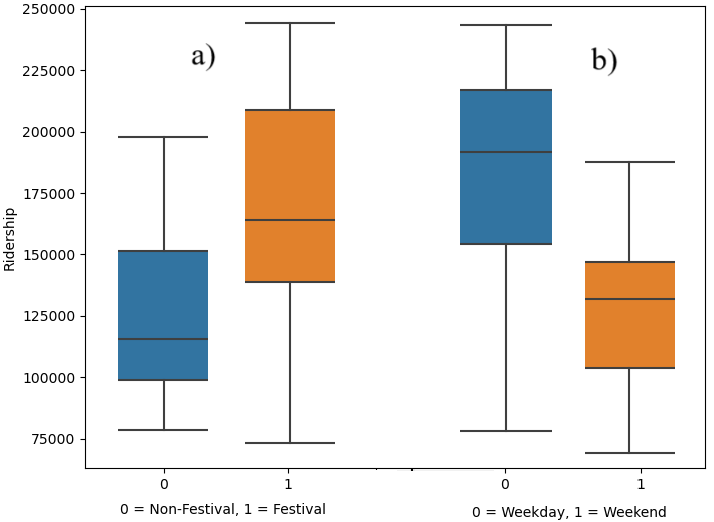 250000
225000
200000
175000
150000
125000
100000
75000
Ridership
a)
b)
0 1 0 1
0 = Non-Festival, 1 = Festival
0 = Weekday, 1 = Weekend